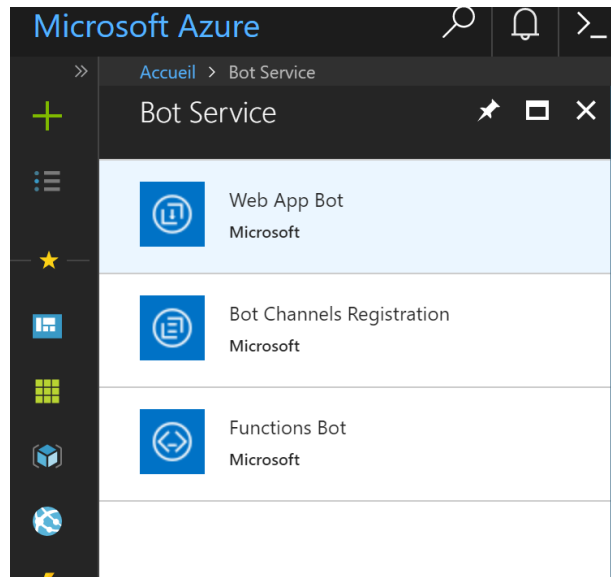 Microsoft Azure
Accueil > Bot Service
Bot Service
Web App Bot
Microsoft
Bot Channels Registration
Microsoft
Functions Bot
Microsoft